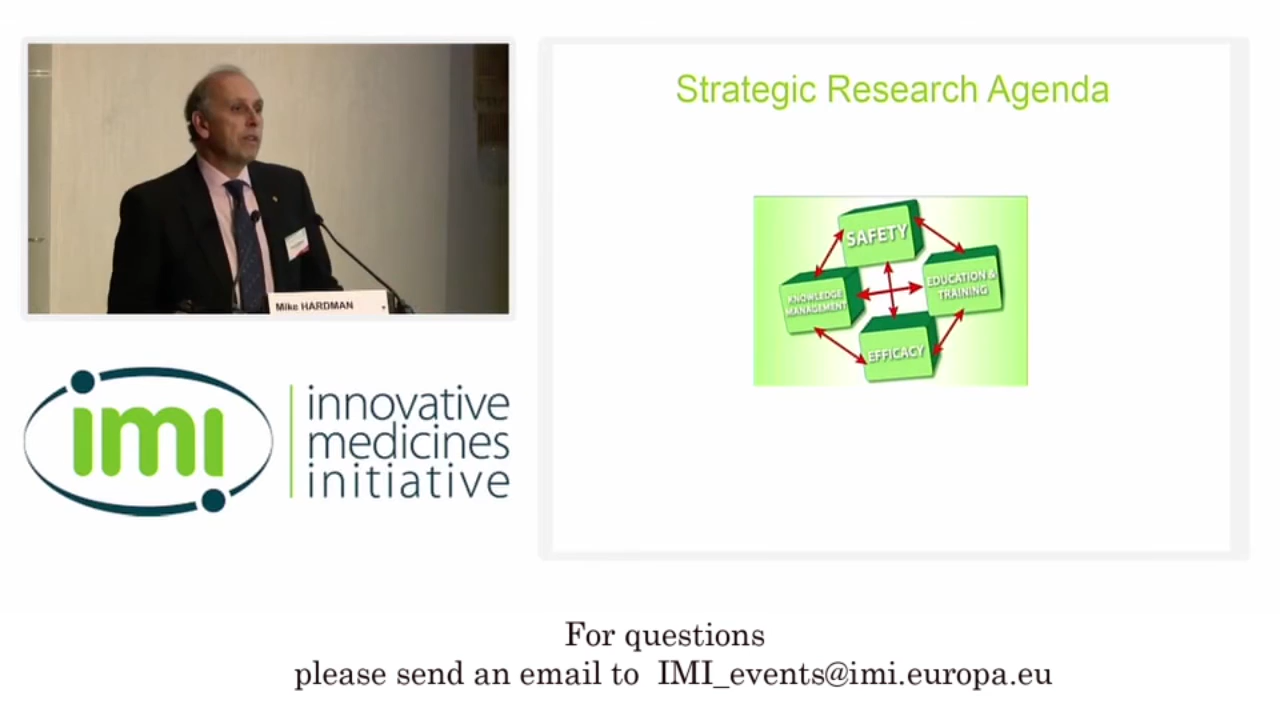 Strategic Research Agenda
SAFETY
KNOWLEDGE
MANAGEMENT
EDUCATION &
TRAINING
EFFICACY
Mike HARDMAN
imi
innovative
medicines
initiative
For questions
please send an email to IMI_events@imi.europa.eu